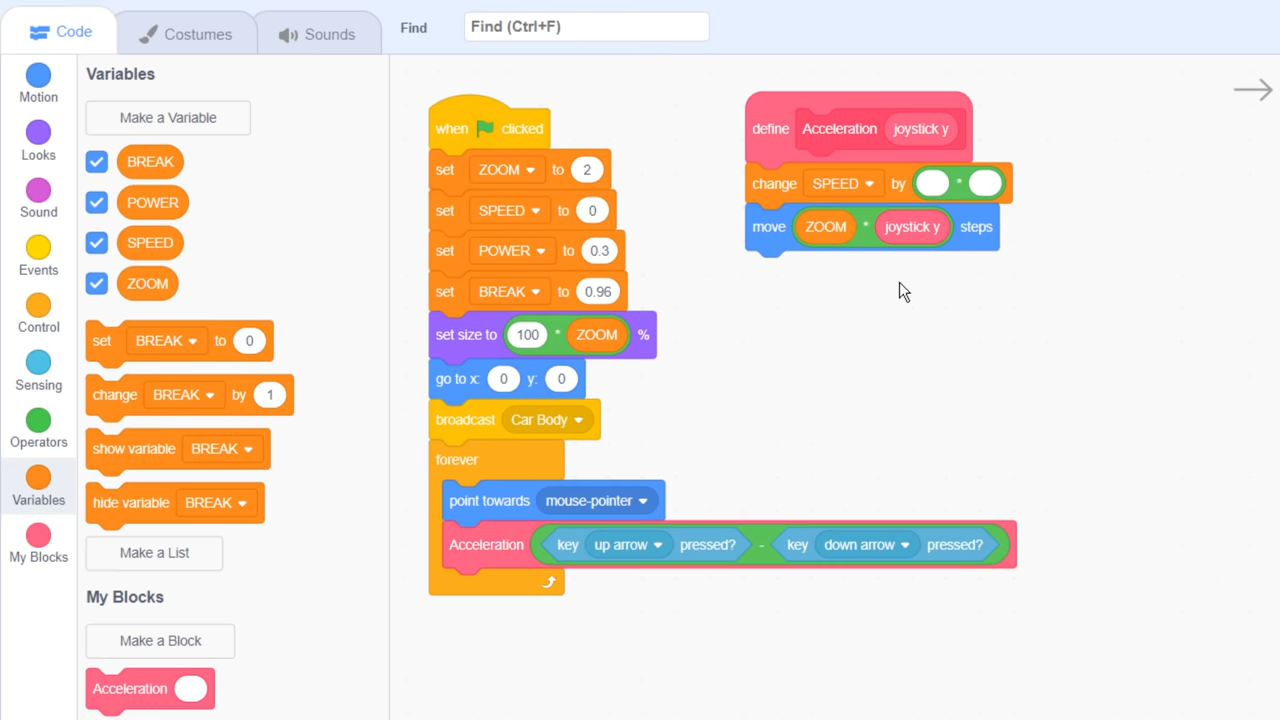 Code
Costumes
Sounds
Find
Find (Ctrl+F)
Motion
Looks
Sound
Events
Control
Sensing
Operators
Variables
My Blocks
Variables
Make a Variable
BREAK
POWER
SPEED
ZOOM
set BREAK to 0
change BREAK by 1
show variable BREAK
hide variable BREAK
Make a List
My Blocks
Make a Block
Acceleration
when clicked
set ZOOM to 2
set SPEED to 0
set POWER to 0.3
set BREAK to 0.96
set size to 100 * ZOOM %
go to x: 0 y: 0
broadcast Car Body
forever
point towards mouse-pointer
Acceleration key up arrow pressed? - key down arrow pressed?
define Acceleration joystick y
change SPEED by *
move ZOOM * joystick y steps